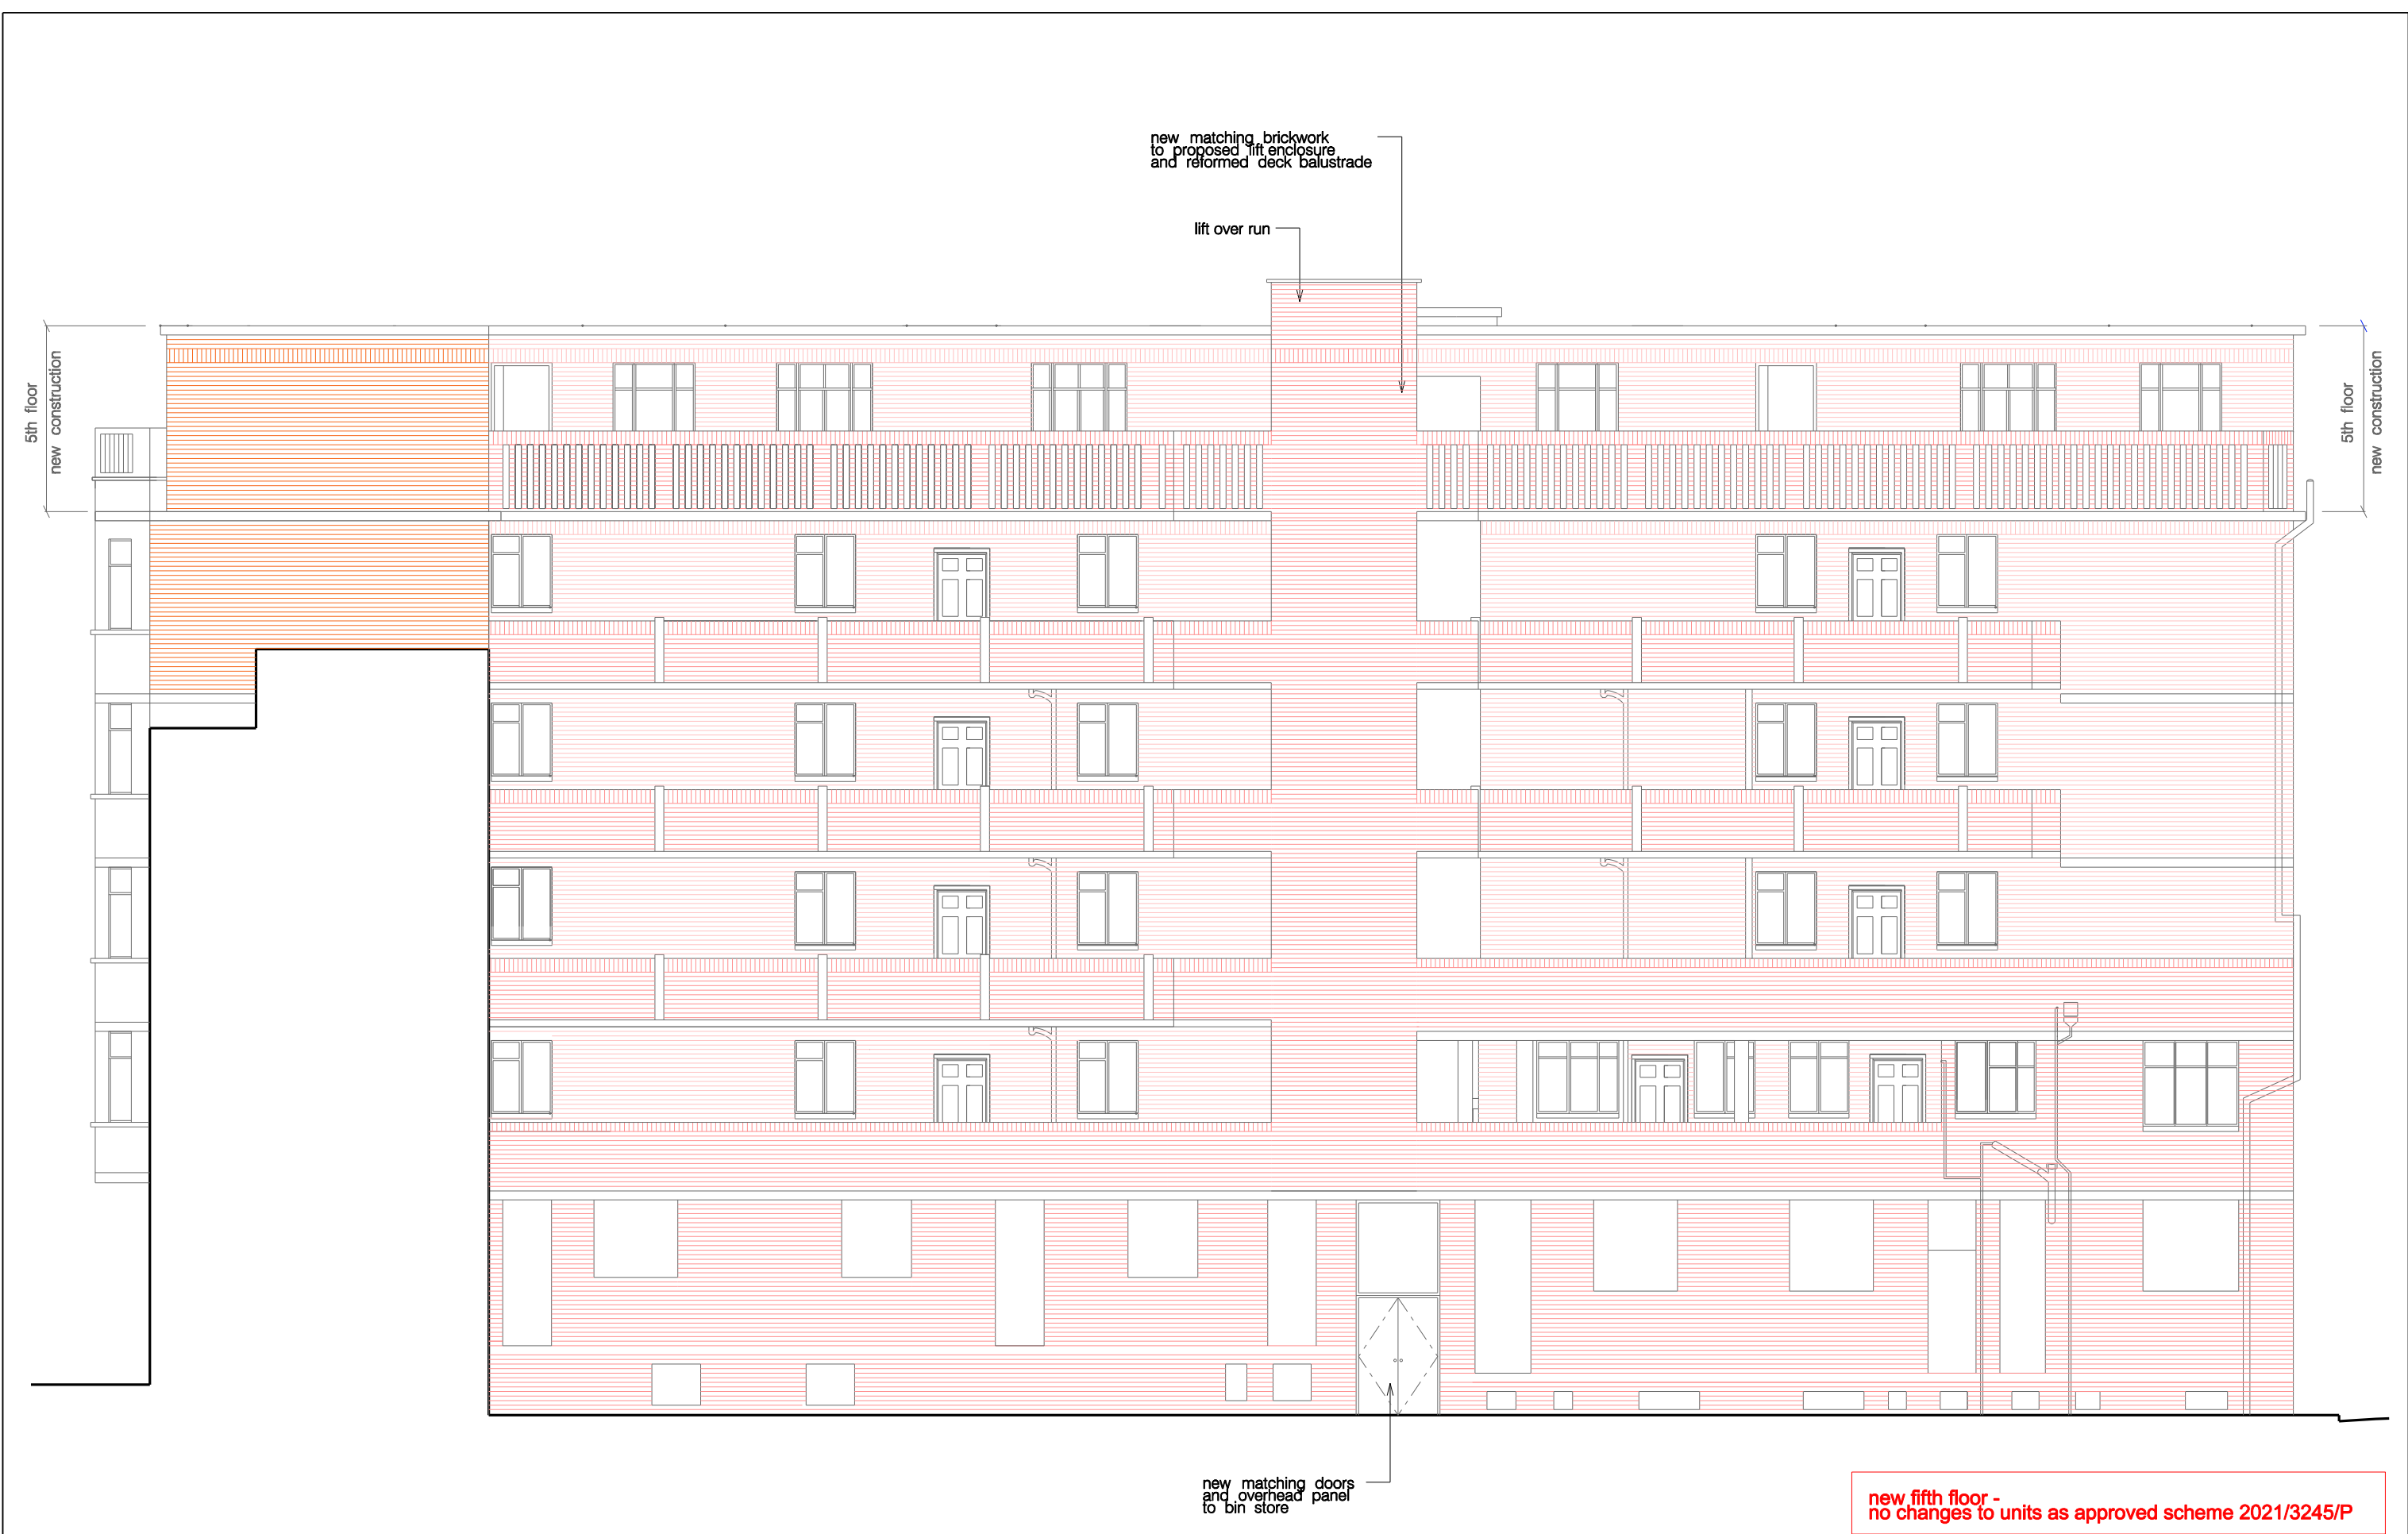 new matching brickwork
to proposed lift enclosure
and reformed deck balustrade
lift over run
5th floor
new construction
5th floor
new construction
new matching doors
and overhead panel
to bin store
new fifth floor -
no changes to units as approved scheme 2021/3245/P